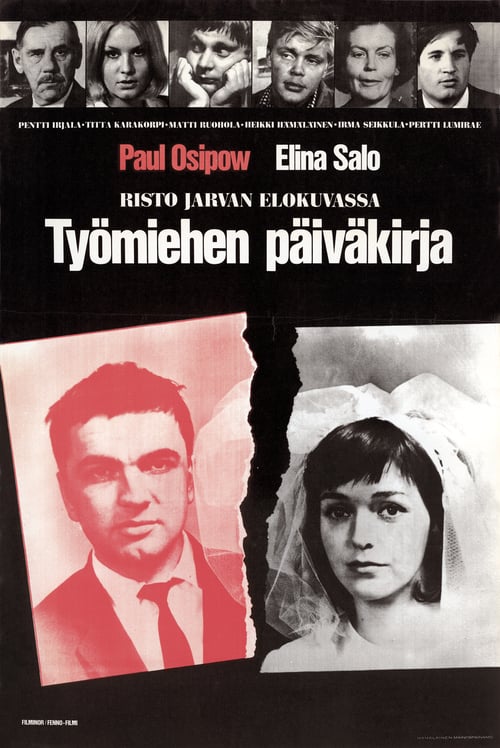 PENTTI IRJALA · TITTA KARAKORPI · MATTI RUOHOLA · HEIKKI HÄMÄLÄINEN · IRMA SEIKKULA · PERTTI LUMIRAE
Paul Osipow Elina Salo
RISTO JARVAN ELOKUVASSA
Työmiehen päiväkirja
FILMINOR / FENNO-FILMI